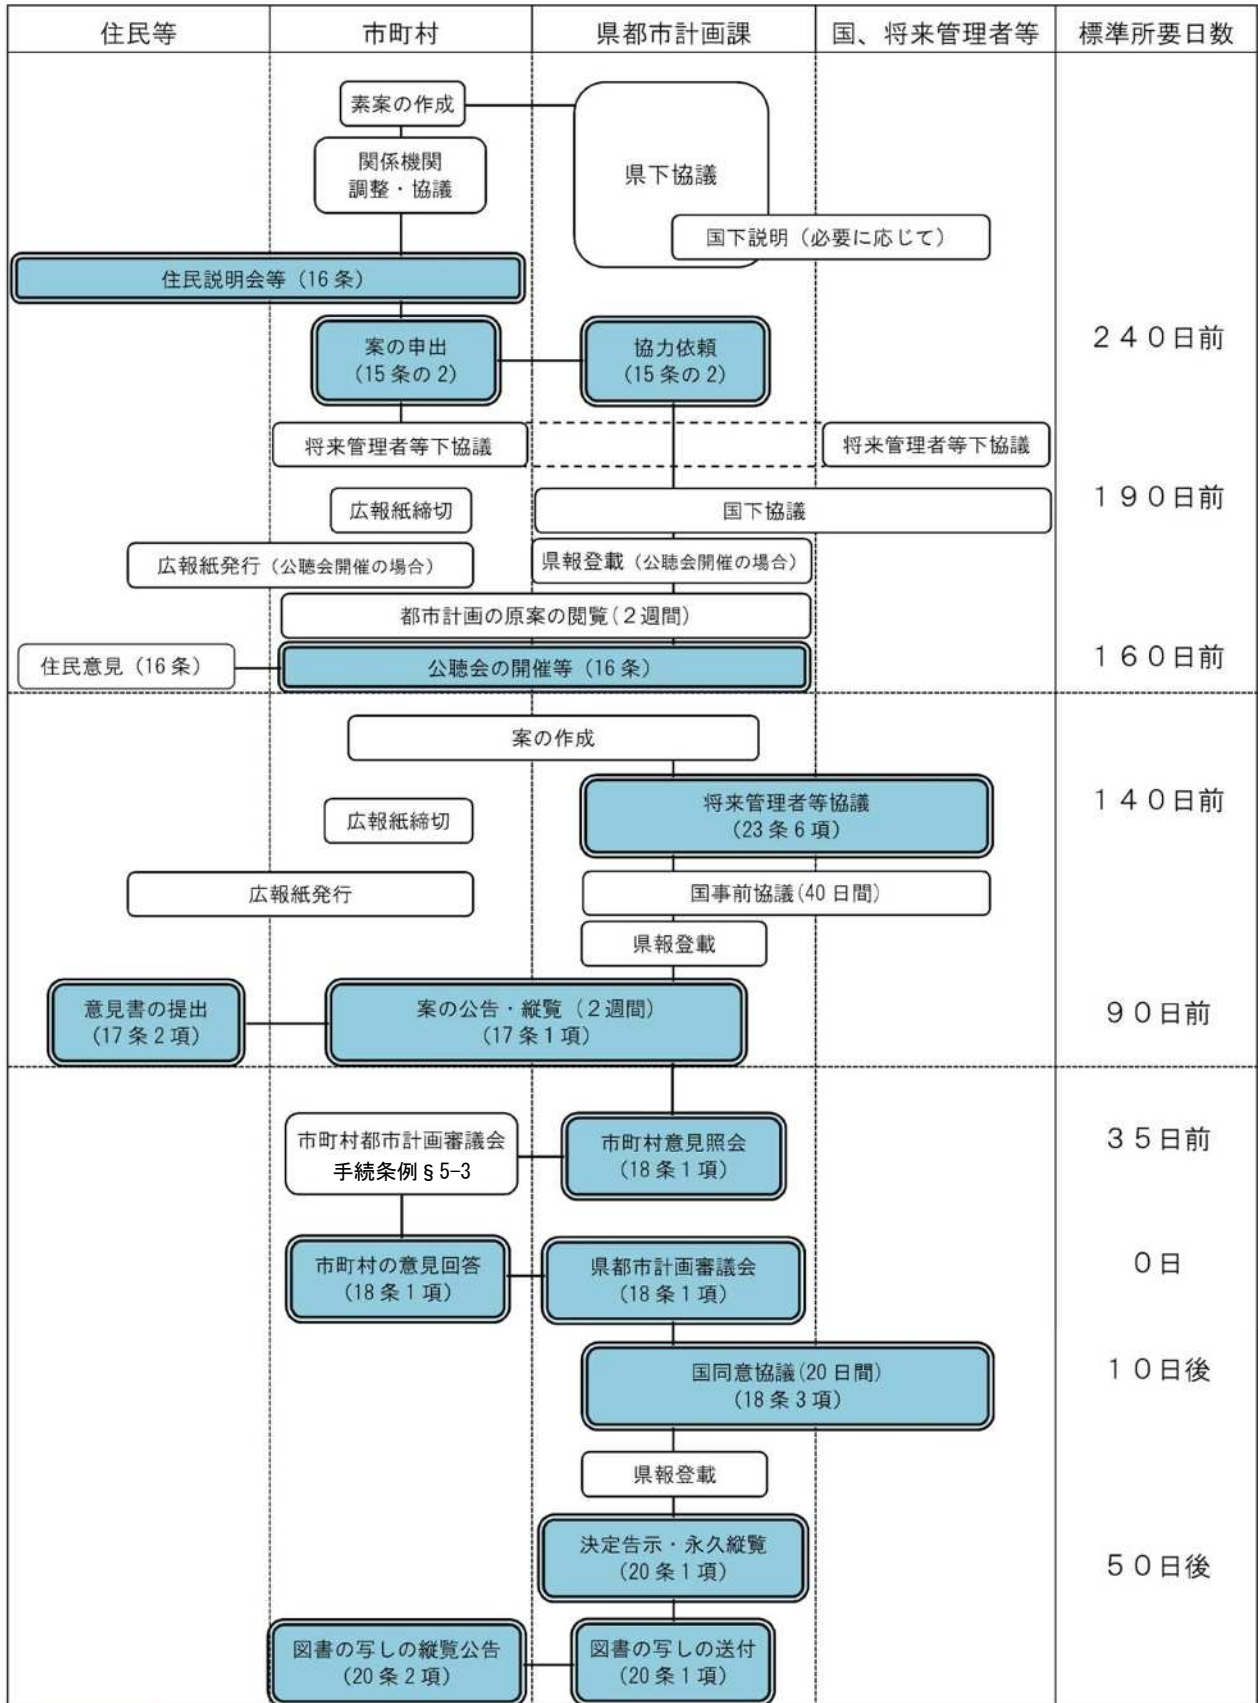 住民等
市町村
県都市計画課
国、将来管理者等
標準所要日数
素案の作成
関係機関
調整・協議
県下協議
国下説明（必要に応じて）
住民説明会等（16条）
案の申出
（15条の2）
協力依頼
（15条の2）
240日前
将来管理者等下協議
将来管理者等下協議
広報紙締切
国下協議
190日前
広報紙発行（公聴会開催の場合）
県報登載（公聴会開催の場合）
都市計画の原案の閲覧（2週間）
住民意見（16条）
公聴会の開催等（16条）
160日前
案の作成
将来管理者等協議
（23条6項）
140日前
広報紙締切
広報紙発行
国事前協議（40日間）
県報登載
意見書の提出
（17条2項）
案の公告・縦覧（2週間）
（17条1項）
90日前
市町村都市計画審議会
手続条例§5-3
市町村意見照会
（18条1項）
35日前
市町村の意見回答
（18条1項）
県都市計画審議会
（18条1項）
0日
国同意協議（20日間）
（18条3項）
10日後
県報登載
決定告示・永久縦覧
（20条1項）
50日後
図書の写しの縦覧公告
（20条2項）
図書の写しの送付
（20条1項）